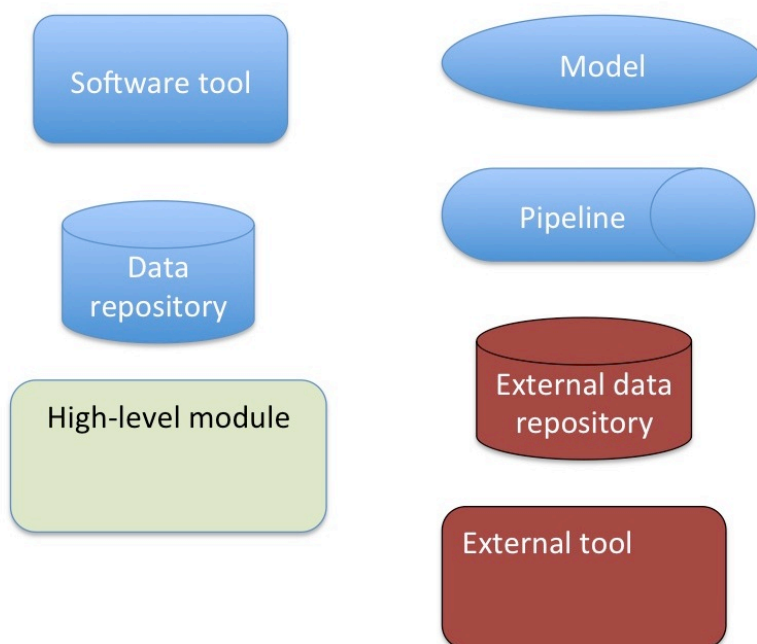 Software tool
Model
Pipeline
Data
repository
External data
repository
High-level module
External tool